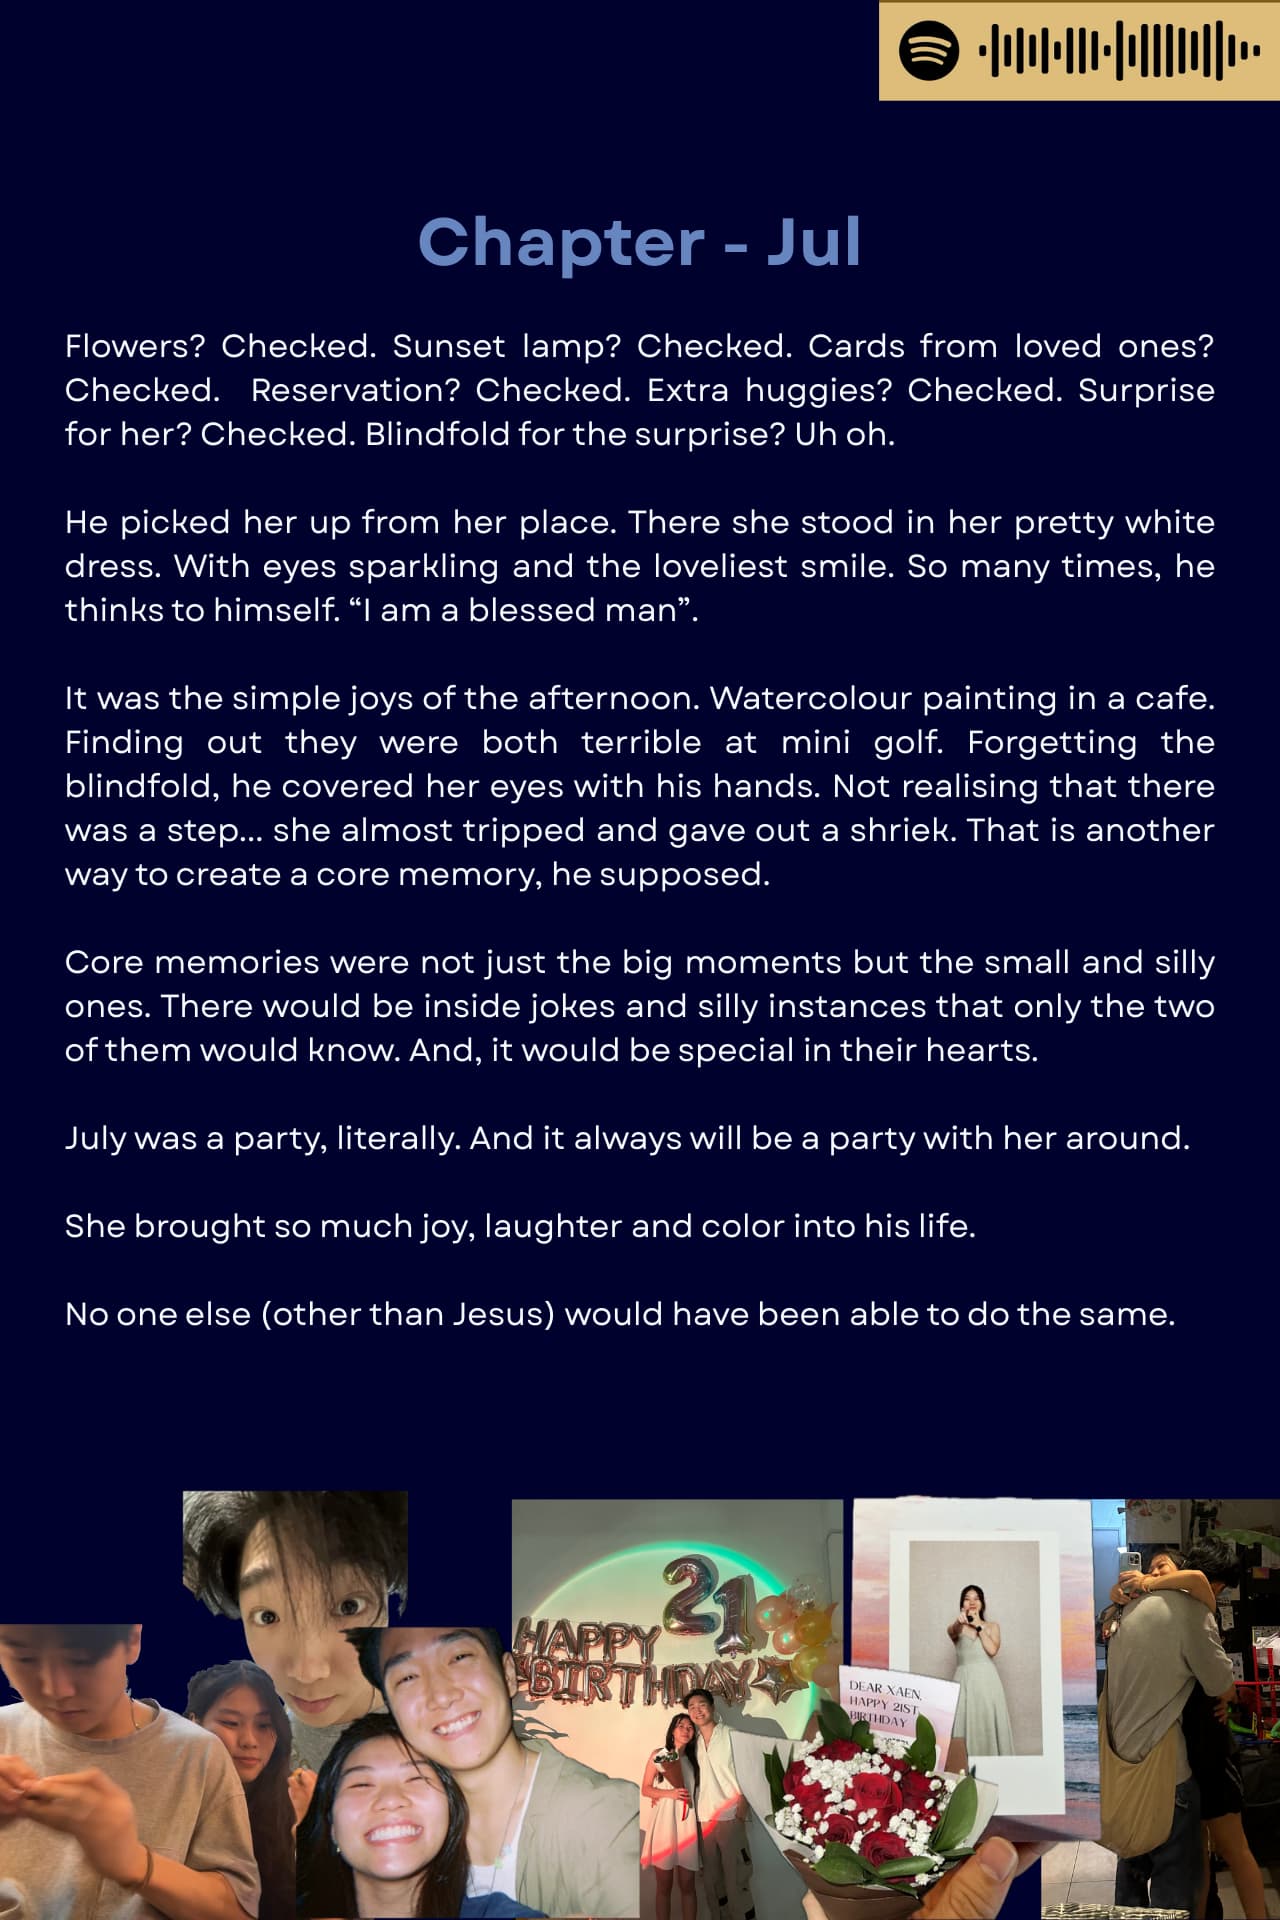 Chapter - Jul
Flowers? Checked. Sunset lamp? Checked. Cards from loved ones?
Checked.  Reservation? Checked. Extra huggies? Checked. Surprise
for her? Checked. Blindfold for the surprise? Uh oh.
He picked her up from her place. There she stood in her pretty white
dress. With eyes sparkling and the loveliest smile. So many times, he
thinks to himself. “I am a blessed man”.
It was the simple joys of the afternoon. Watercolour painting in a cafe.
Finding out they were both terrible at mini golf. Forgetting the
blindfold, he covered her eyes with his hands. Not realising that there
was a step... she almost tripped and gave out a shriek. That is another
way to create a core memory, he supposed.
Core memories were not just the big moments but the small and silly
ones. There would be inside jokes and silly instances that only the two
of them would know. And, it would be special in their hearts.
July was a party, literally. And it always will be a party with her around.
She brought so much joy, laughter and color into his life.
No one else (other than Jesus) would have been able to do the same.
21
HAPPY
BIRTHDAY
DEAR XAEN,
HAPPY 21ST
BIRTHDAY